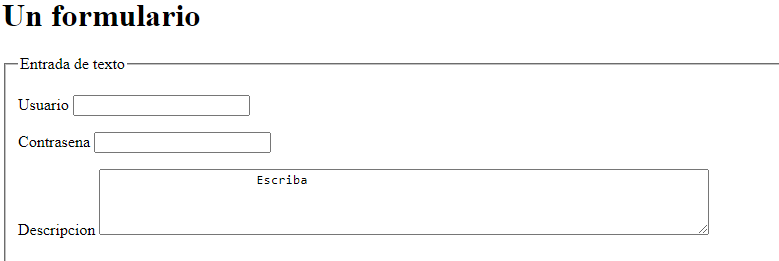 Un formulario
Entrada de texto
Usuario
Contrasena
Escriba
Descripcion